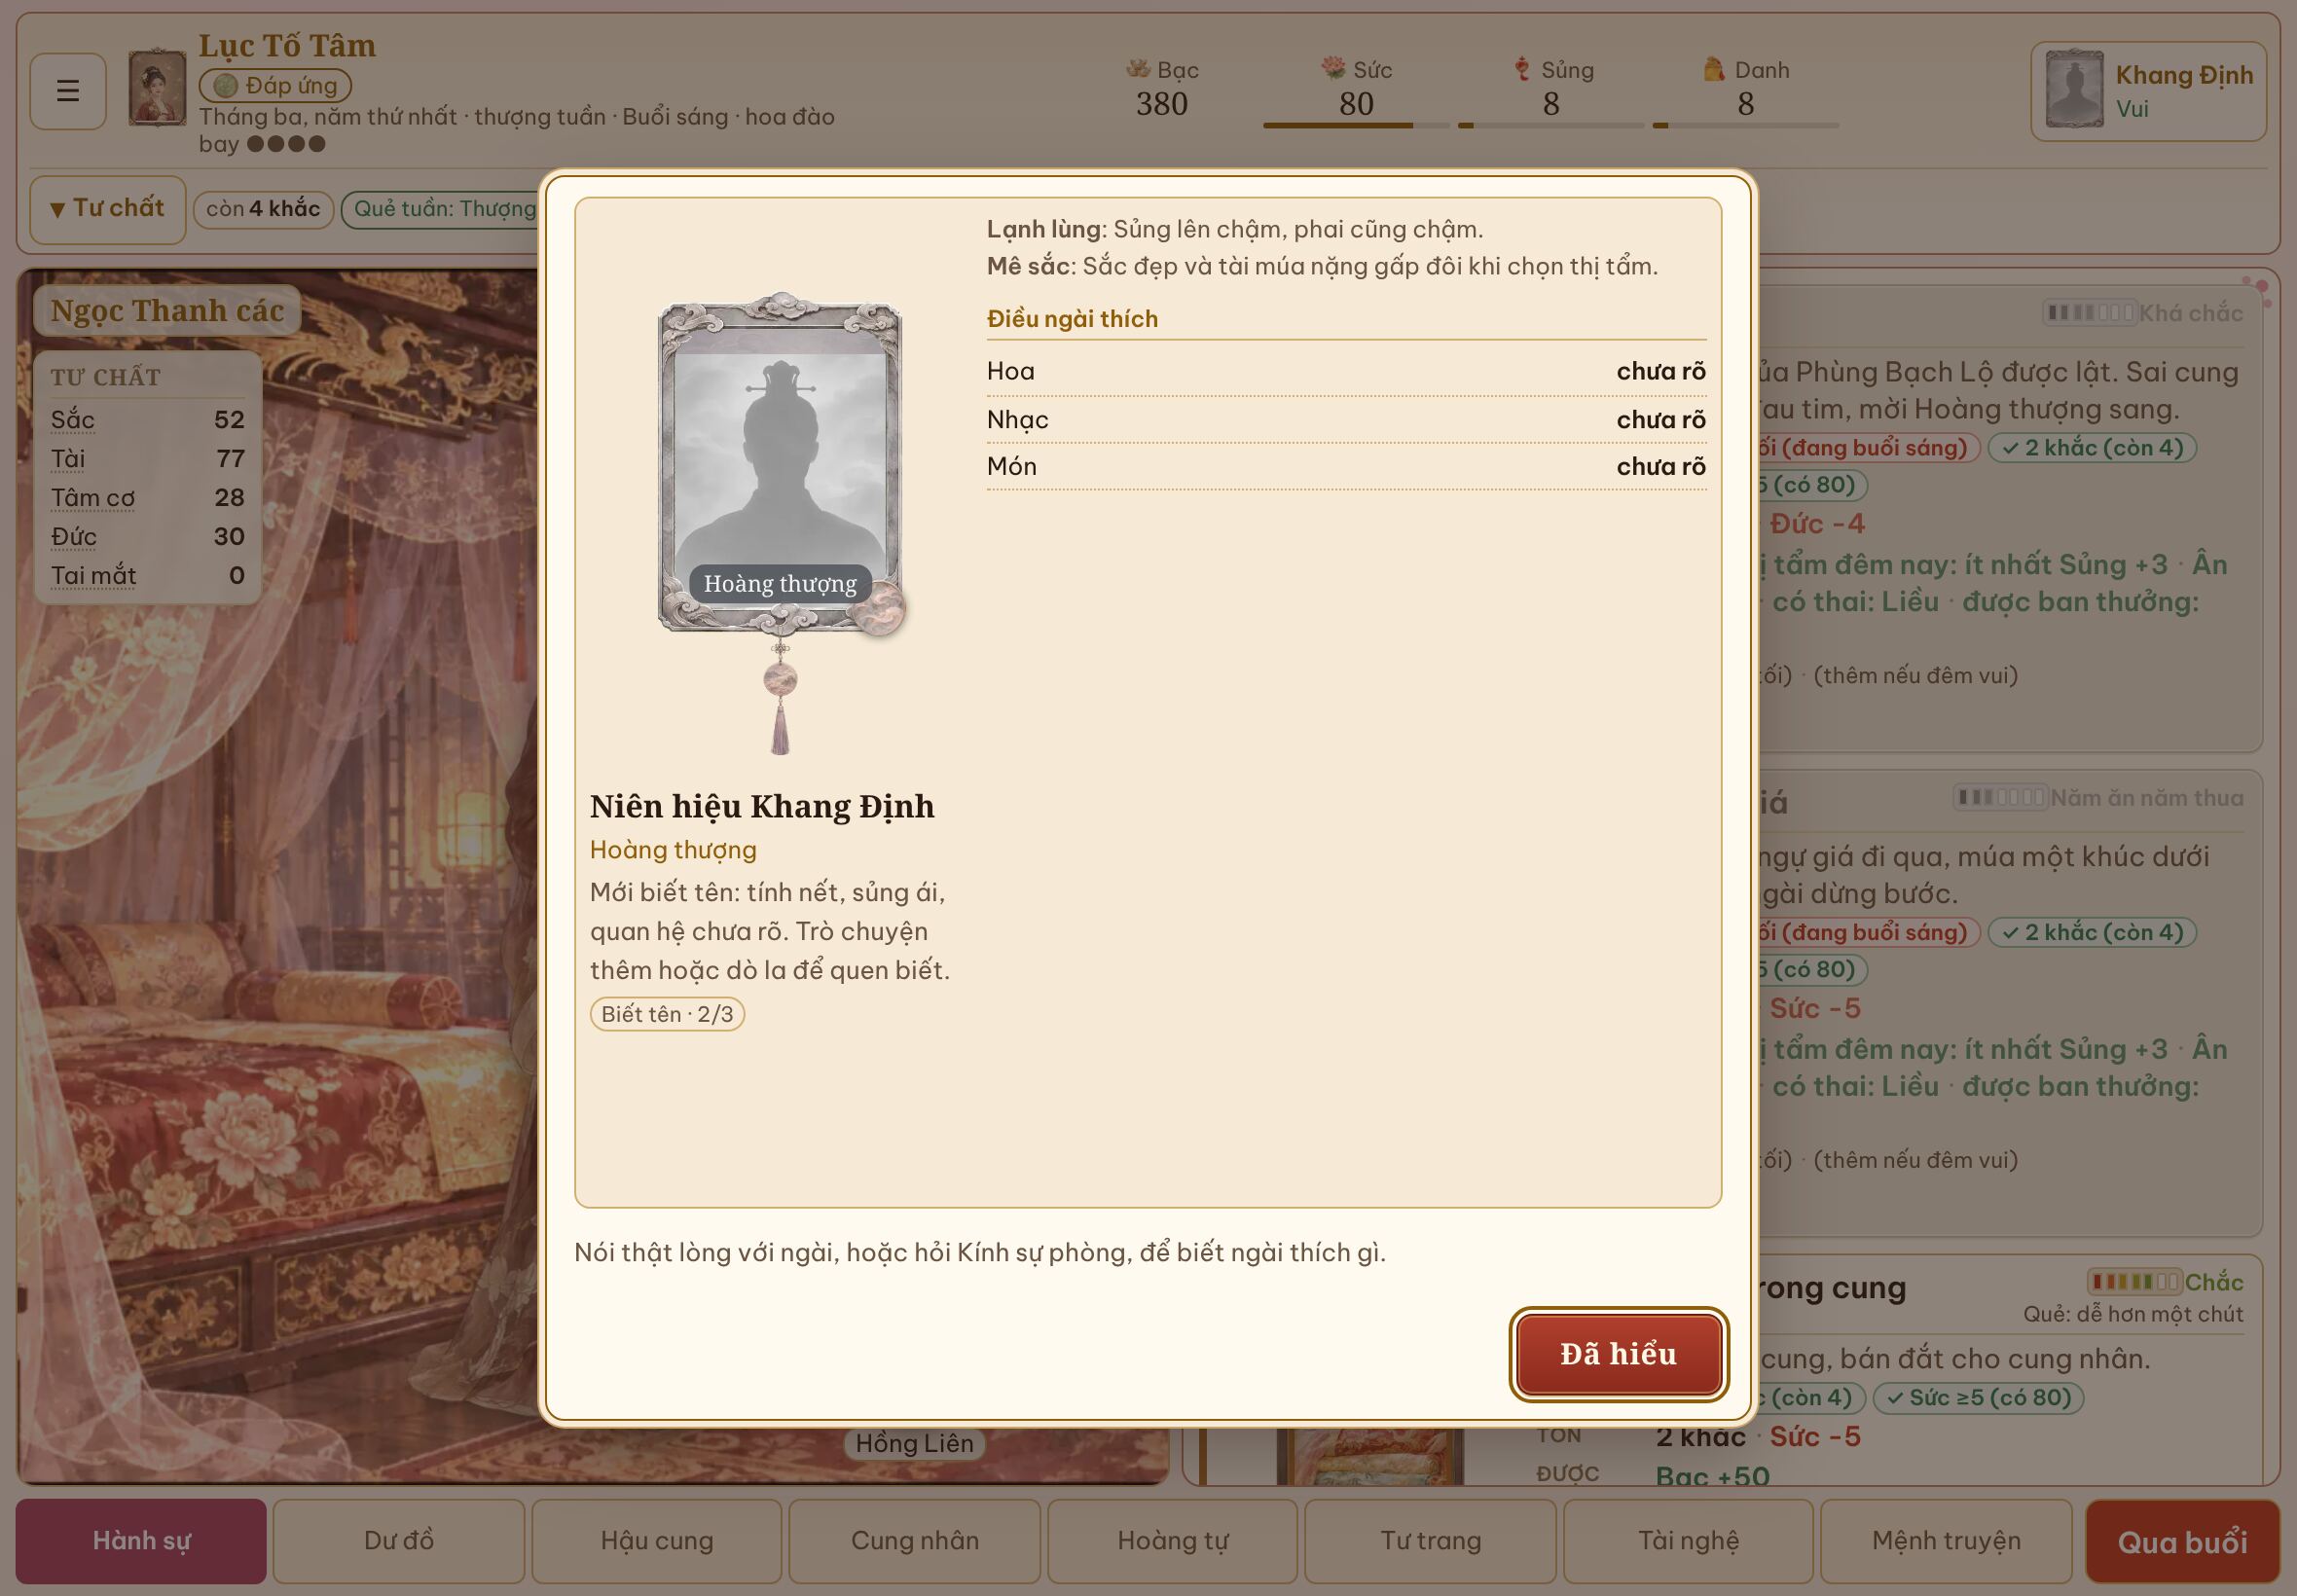 ☰
Lục Tố Tâm
Đáp ứng
Tháng ba, năm thứ nhất · thượng tuần · Buổi sáng · hoa đào
bay
Bạc
380
Sức
80
Sủng
8
Danh
8
Khang Định
Vui
▼ Tư chất
còn 4 khắc
Quẻ tuần: Thượng
Ngọc Thanh các
TƯ CHẤT
Sắc 52
Tài 77
Tâm cơ 28
Đức 30
Tai mắt 0
Hồng Liên
Lạnh lùng: Sủng lên chậm, phai cũng chậm.
Mê sắc: Sắc đẹp và tài múa nặng gấp đôi khi chọn thị tẩm.
Điều ngài thích
Hoa chưa rõ
Nhạc chưa rõ
Món chưa rõ
Hoàng thượng
Niên hiệu Khang Định
Hoàng thượng
Mới biết tên: tính nết, sủng ái,
quan hệ chưa rõ. Trò chuyện
thêm hoặc dò la để quen biết.
Biết tên · 2/3
Nói thật lòng với ngài, hoặc hỏi Kính sự phòng, để biết ngài thích gì.
Đã hiểu
Khá chắc
của Phùng Bạch Lộ được lật. Sai cung
đau tim, mời Hoàng thượng sang.
(đang buổi sáng) ✓ 2 khắc (còn 4)
(có 80)
Đức -4
tẩm đêm nay: ít nhất Sủng +3 · Ân
· có thai: Liều · được ban thưởng:
· (thêm nếu đêm vui)
Năm ăn năm thua
ngự giá đi qua, múa một khúc dưới
dừng bước.
(đang buổi sáng) ✓ 2 khắc (còn 4)
(có 80)
Sức -5
tẩm đêm nay: ít nhất Sủng +3 · Ân
· có thai: Liều · được ban thưởng:
· (thêm nếu đêm vui)
trong cung
Chắc
Quẻ: dễ hơn một chút
cung, bán đắt cho cung nhân.
(còn 4) ✓ Sức ≥5 (có 80)
TỐN 2 khắc · Sức -5
ĐƯỢC Bạc +50
Hành sự
Dư đồ
Hậu cung
Cung nhân
Hoàng tự
Tư trang
Tài nghệ
Mệnh truyện
Qua buổi